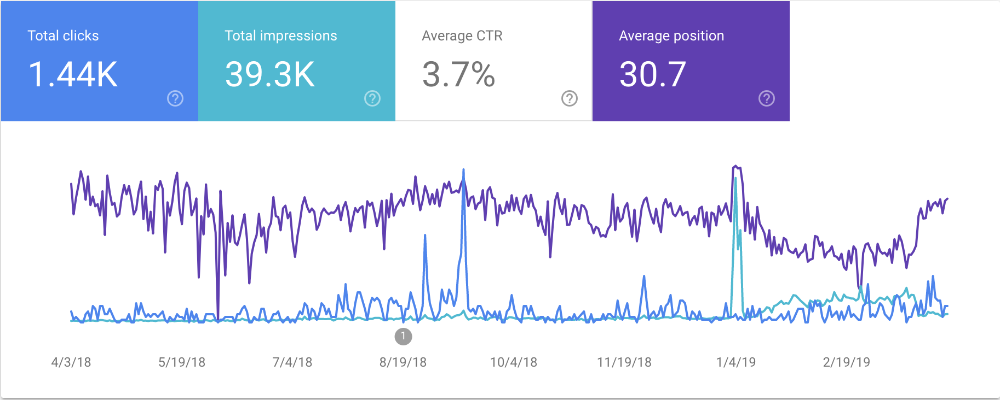 Total clicks
1.44K
Total impressions
39.3K
Average CTR
3.7%
Average position
30.7
1
4/3/18
5/19/18
7/4/18
8/19/18
10/4/18
11/19/18
1/4/19
2/19/19